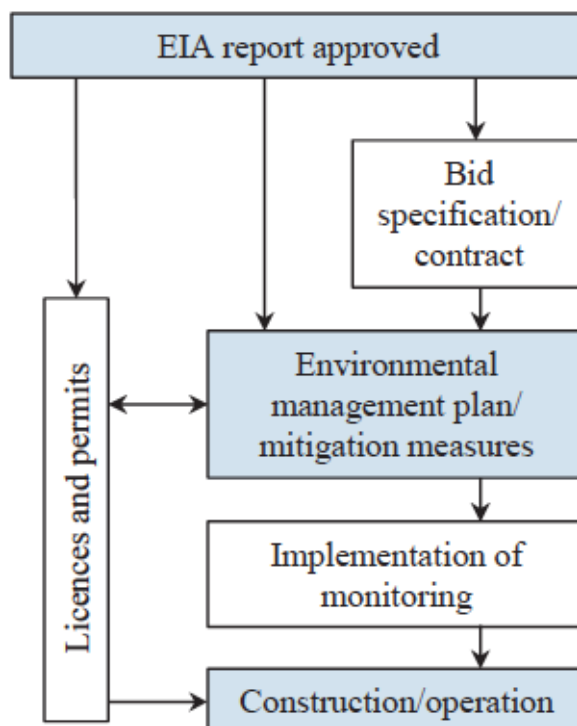 EIA report approved
Bid
specification/
contract
Environmental
management plan/
mitigation measures
Licences and permits
Implementation of
monitoring
Construction/operation